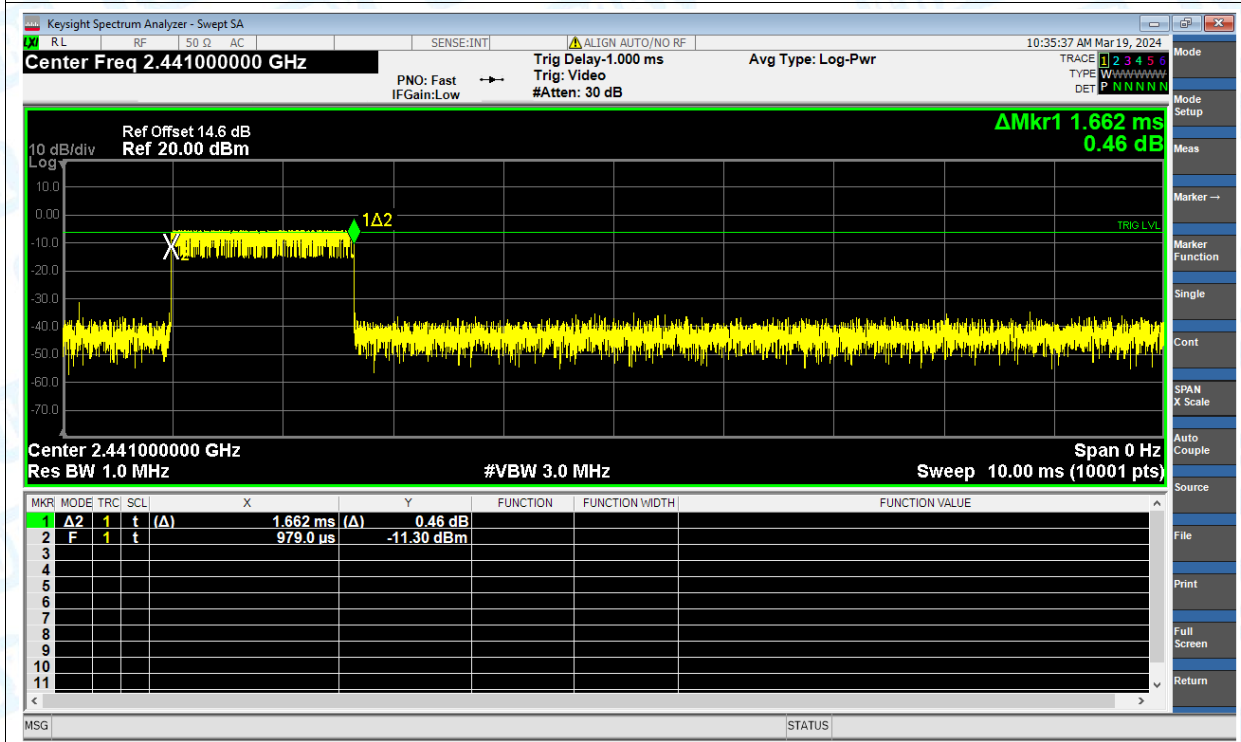 Keysight Spectrum Analyzer - Swept SA
LXI RL RF 50 Ω AC SENSE:INT ALIGN AUTO/NO RF 10:35:37 AM Mar 19, 2024
Center Freq 2.441000000 GHz
PNO: Fast
IFGain:Low
Trig Delay-1.000 ms
Trig: Video
#Atten: 30 dB
Avg Type: Log-Pwr
TRACE 1 2 3 4 5 6
TYPE WWWWWW
DET P N N N N N
ΔMkr1 1.662 ms
0.46 dB
Ref Offset 14.6 dB
10 dB/div Ref 20.00 dBm
Log
10.0
0.00
-10.0
-20.0
-30.0
-40.0
-50.0
-60.0
-70.0
1Δ2
2
TRIG LVL
Center 2.441000000 GHz Span 0 Hz
Res BW 1.0 MHz #VBW 3.0 MHz Sweep 10.00 ms (10001 pts)
MKR MODE TRC SCL X Y FUNCTION FUNCTION WIDTH FUNCTION VALUE
1 Δ2 1 t (Δ) 1.662 ms (Δ) 0.46 dB
2 F 1 t 979.0 µs -11.30 dBm
3
4
5
6
7
8
9
10
11
MSG STATUS
Mode
Mode
Setup
Meas
Marker →
Marker
Function
Single
Cont
SPAN
X Scale
Auto
Couple
Source
File
Print
Full
Screen
Return